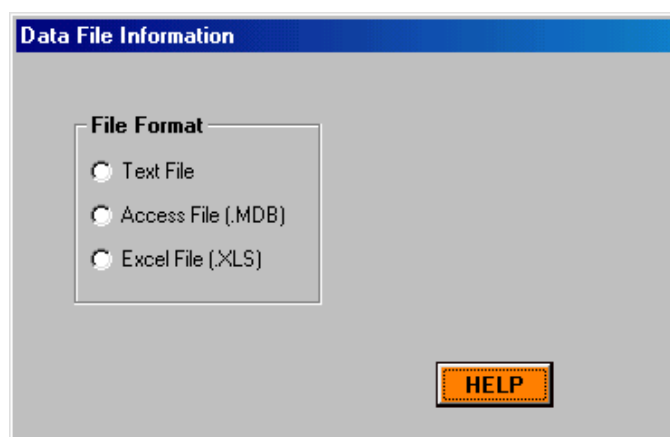 Data File Information
File Format
Text File
Access File (.MDB)
Excel File (.XLS)
HELP